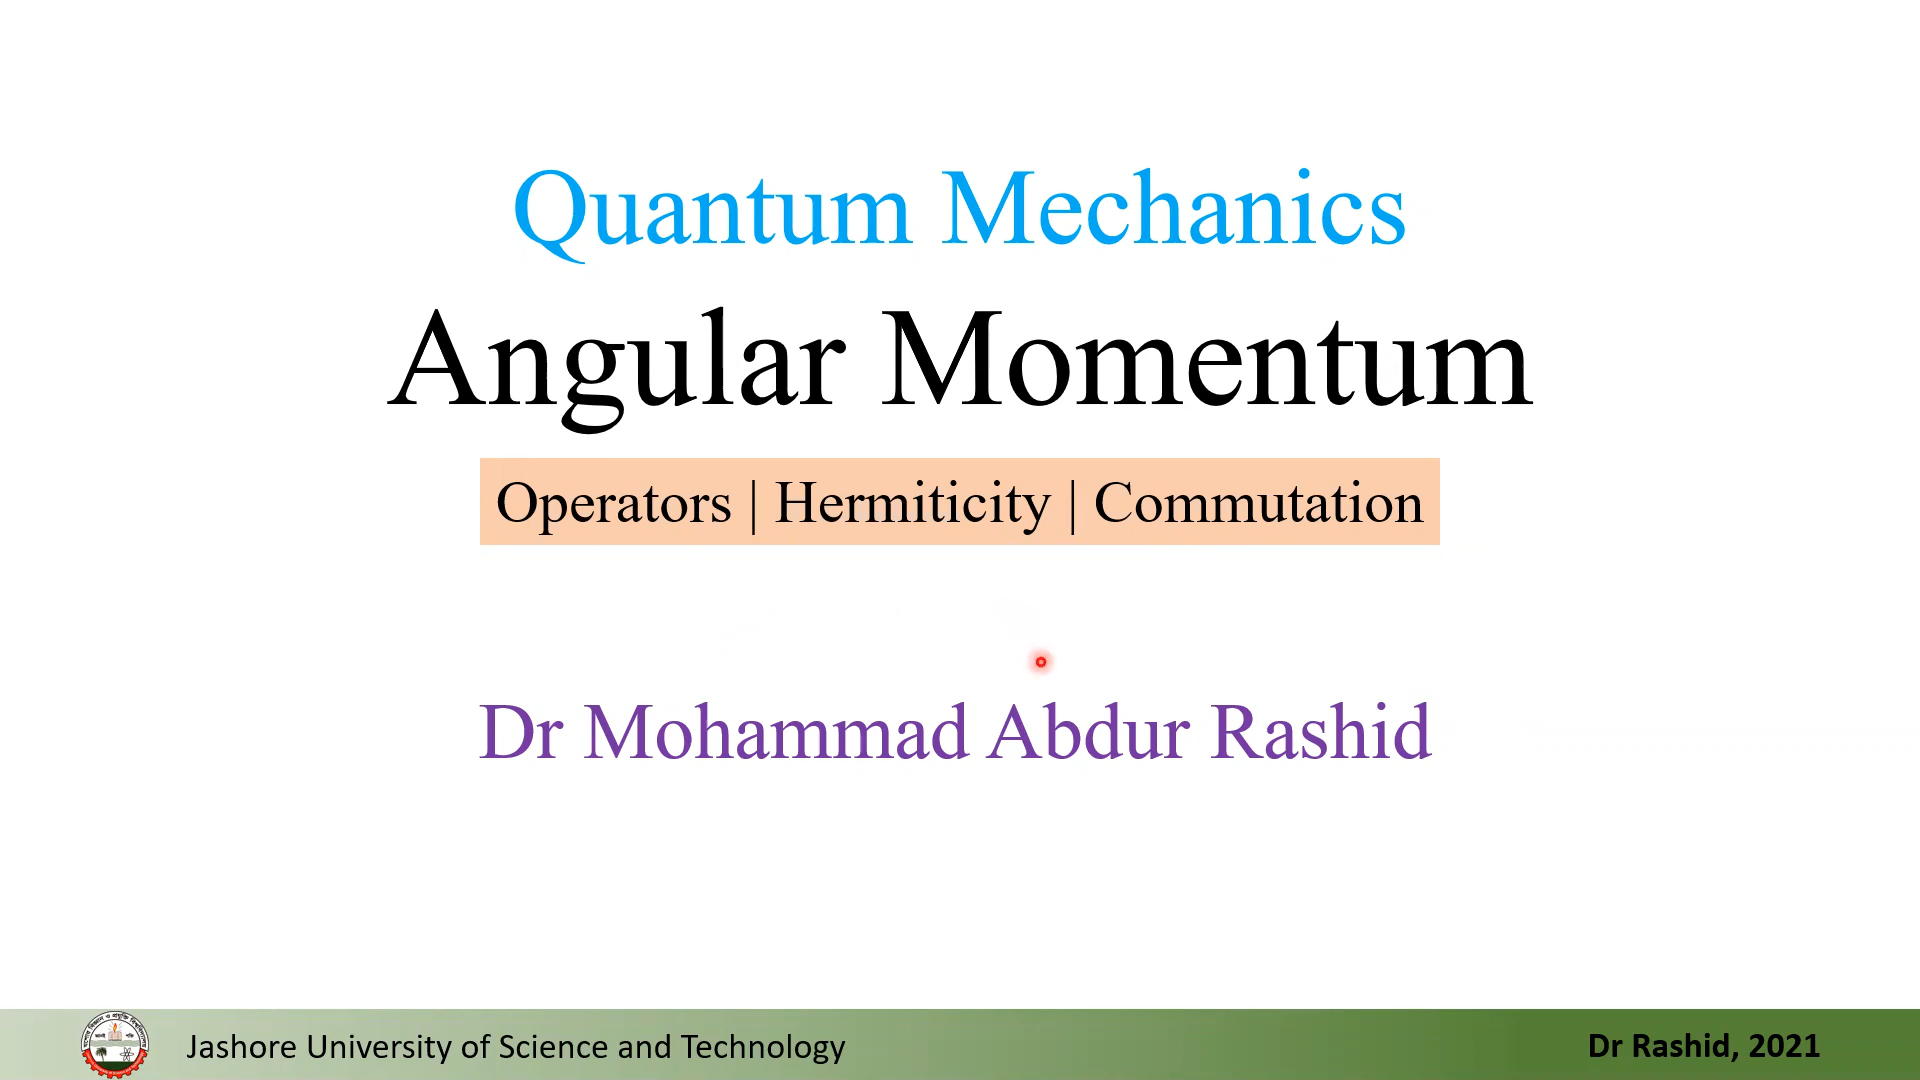 Quantum Mechanics
Angular Momentum
Operators | Hermiticity | Commutation
Dr Mohammad Abdur Rashid
Jashore University of Science and Technology
Dr Rashid, 2021